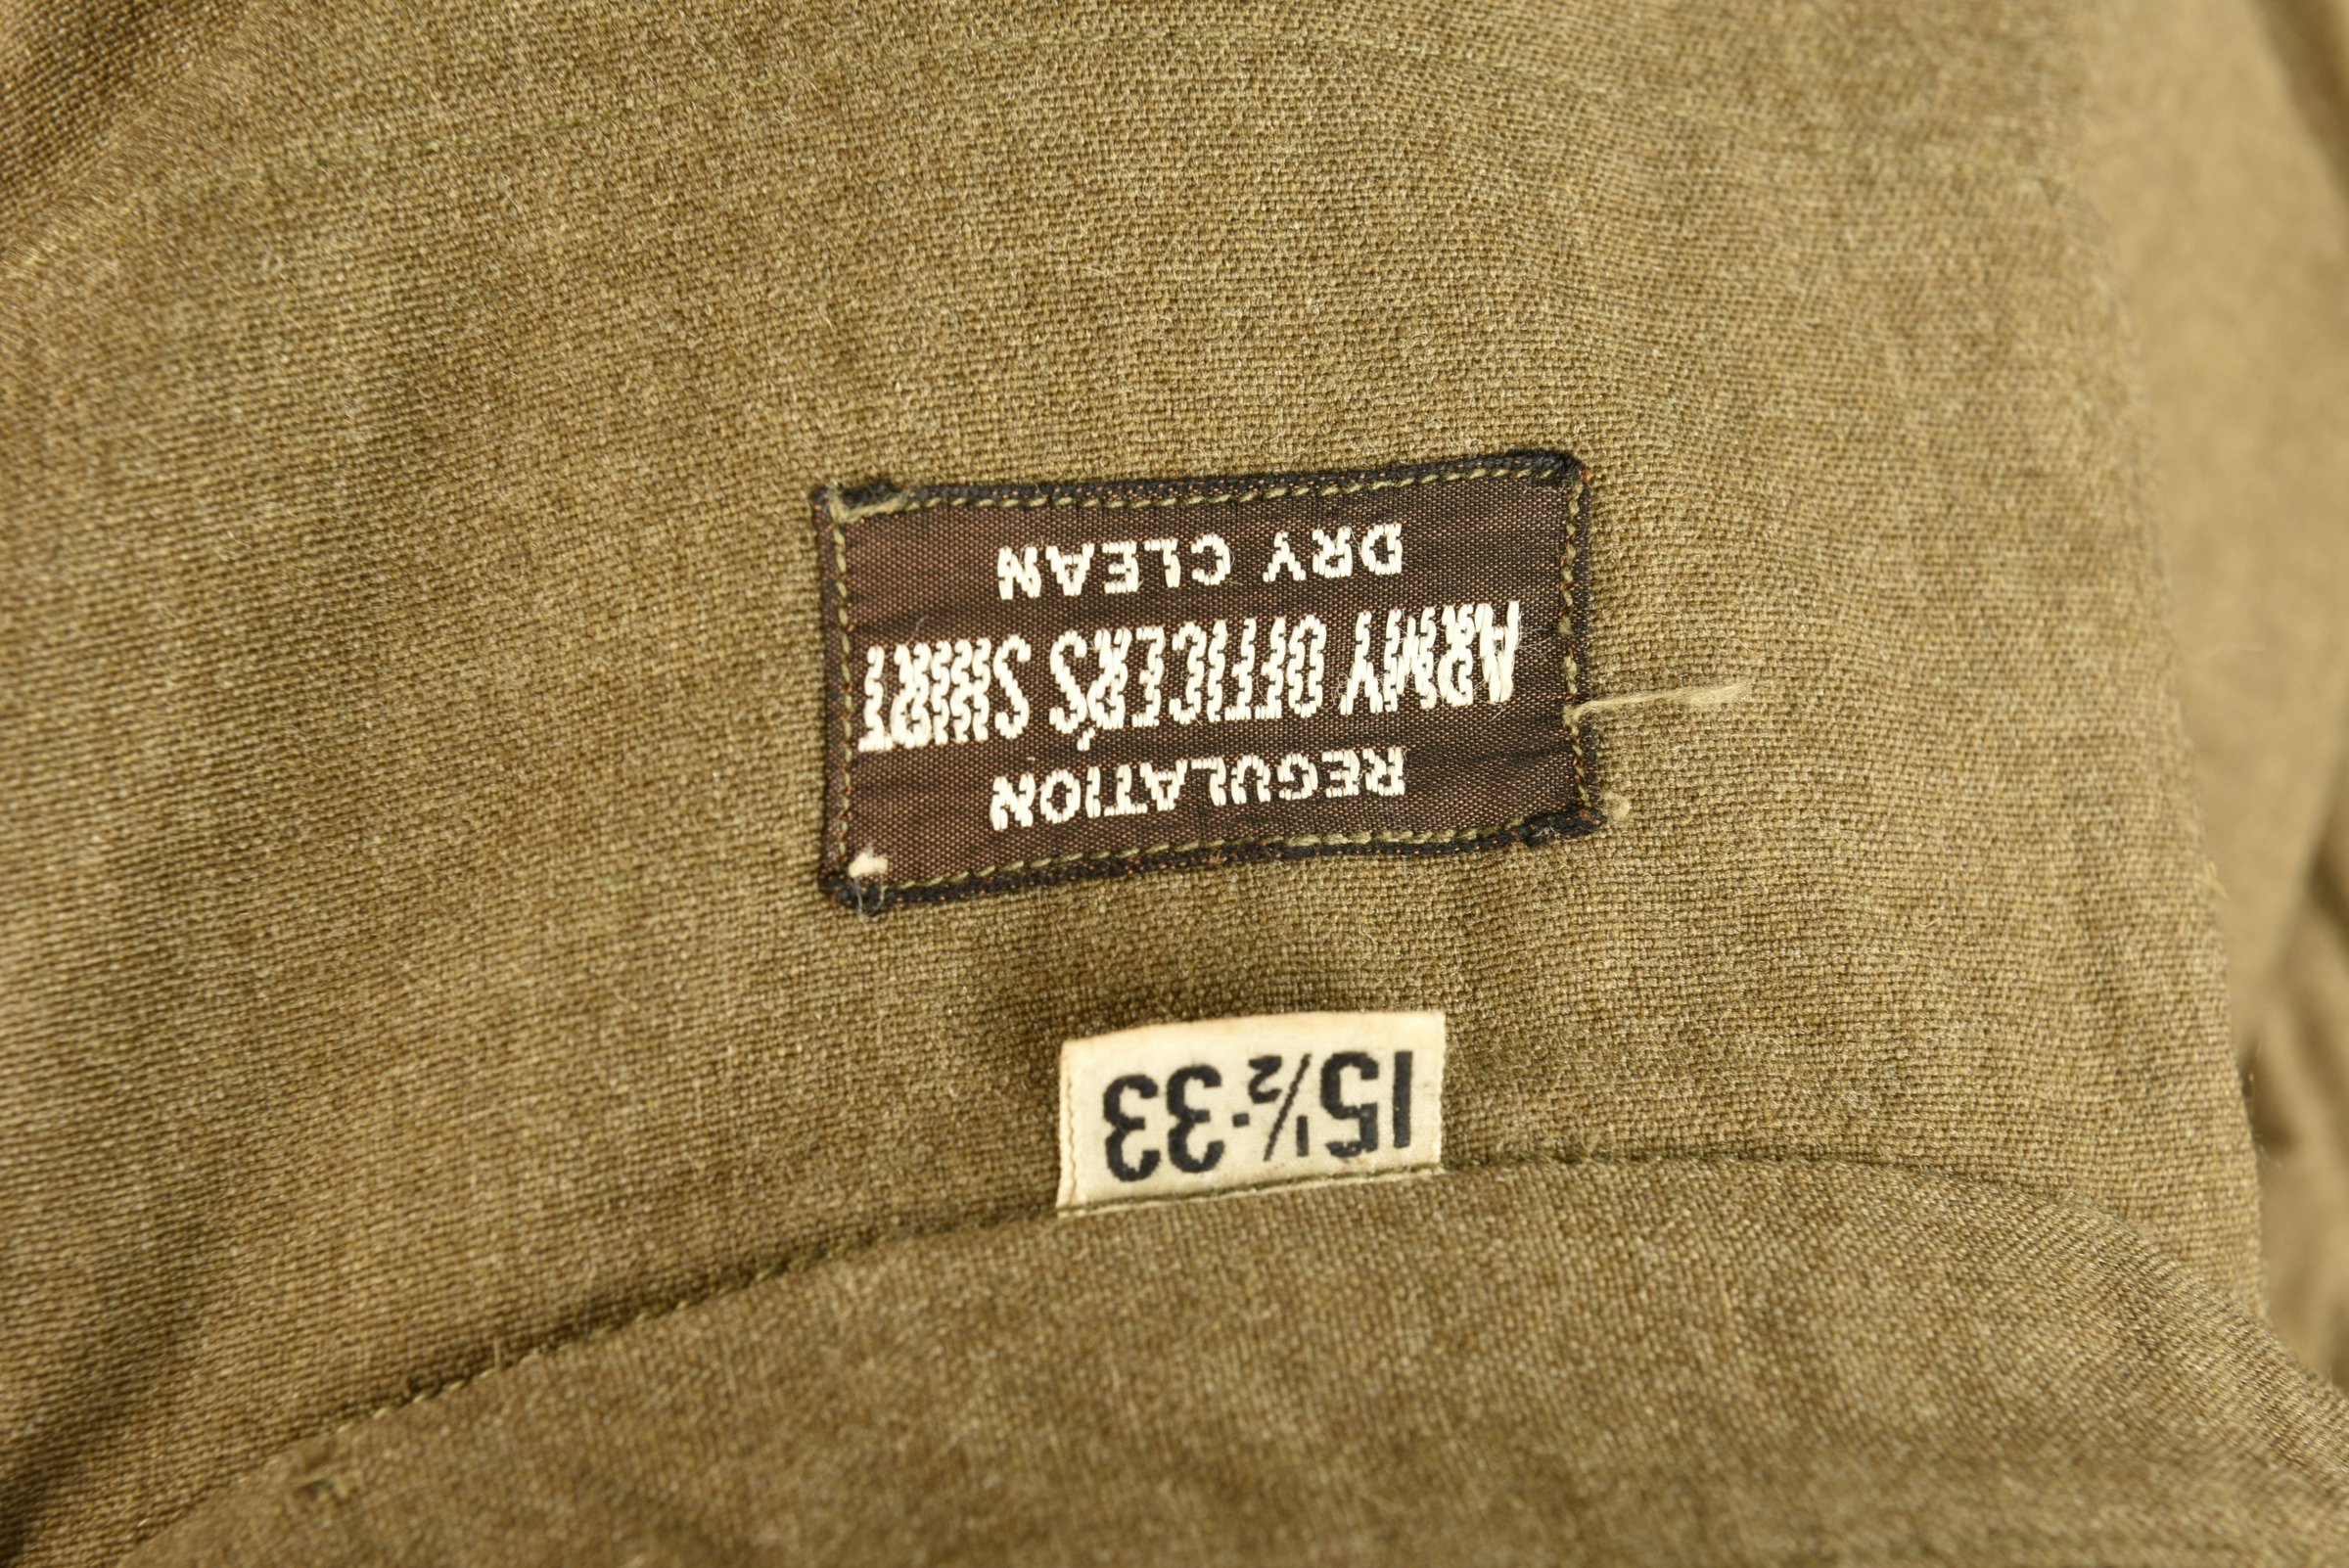 15½-33
REGULATION
ARMY OFFICER'S SHIRT
DRY CLEAN